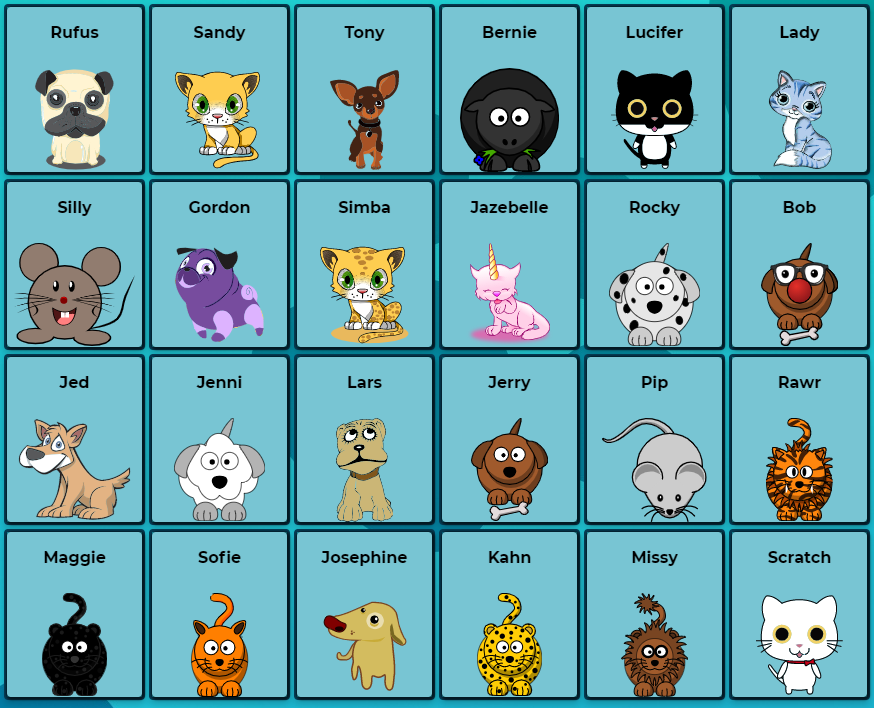 Rufus
Sandy
Tony
Bernie
Lucifer
Lady
Silly
Gordon
Simba
Jazebelle
Rocky
Bob
Jed
Jenni
Lars
Jerry
Pip
Rawr
Maggie
Sofie
Josephine
Kahn
Missy
Scratch